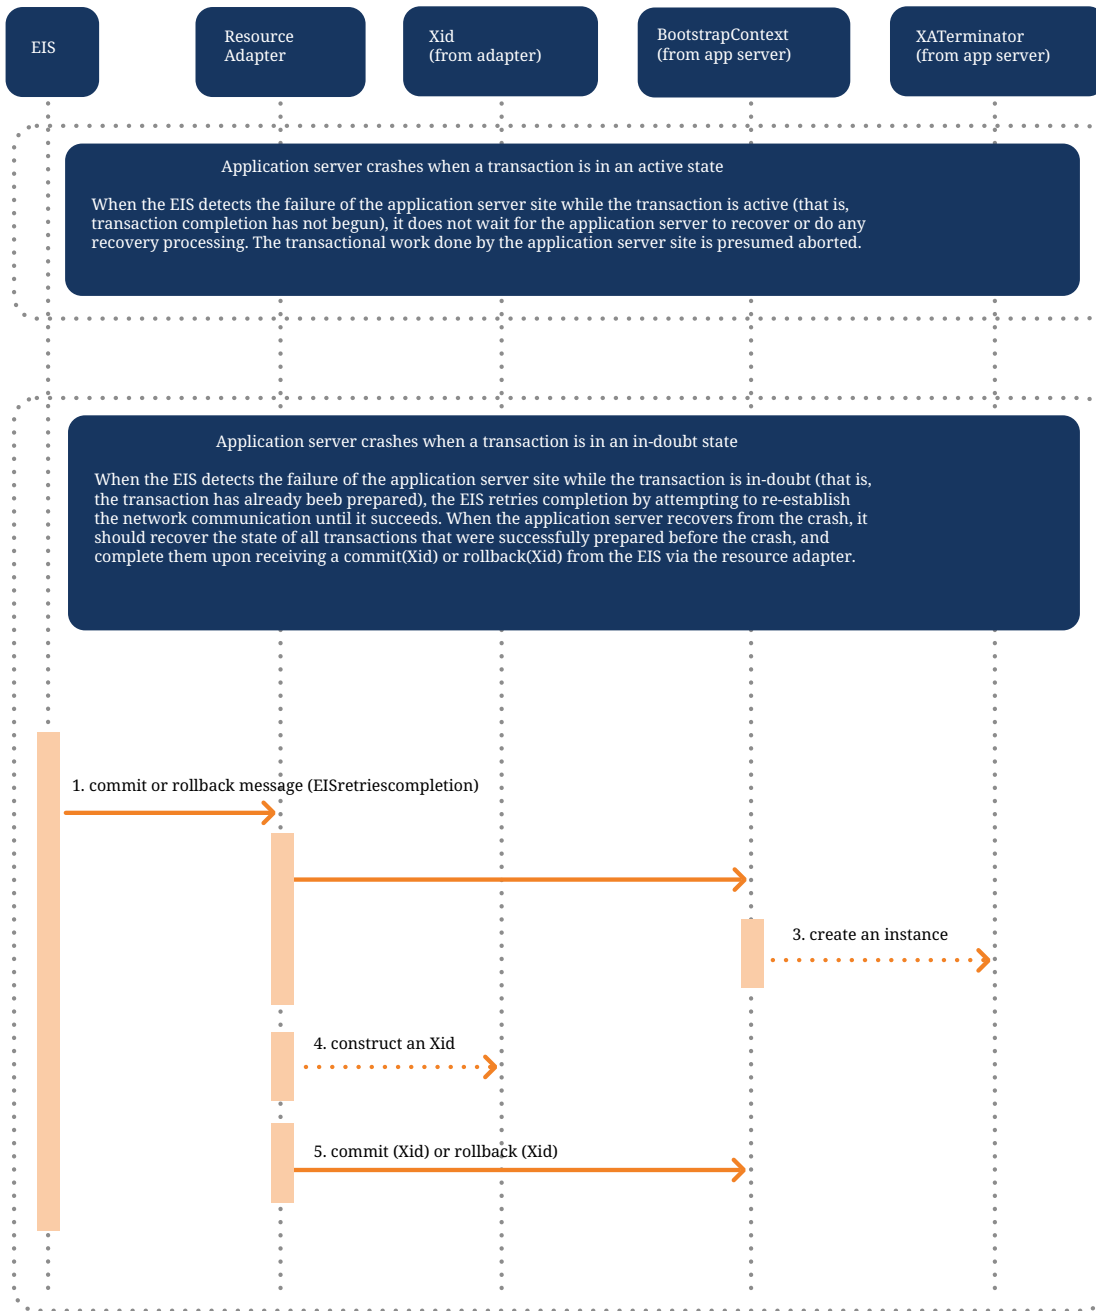 EIS
Resource
Adapter
Xid
(from adapter)
BootstrapContext
(from app server)
XATerminator
(from app server)
Application server crashes when a transaction is in an active state
When the EIS detects the failure of the application server site while the transaction is active (that is,
transaction completion has not begun), it does not wait for the application server to recover or do any
recovery processing. The transactional work done by the application server site is presumed aborted.
Application server crashes when a transaction is in an in-doubt state
When the EIS detects the failure of the application server site while the transaction is in-doubt (that is,
the transaction has already beeb prepared), the EIS retries completion by attempting to re-establish
the network communication until it succeeds. When the application server recovers from the crash, it
should recover the state of all transactions that were successfully prepared before the crash, and
complete them upon receiving a commit(Xid) or rollback(Xid) from the EIS via the resource adapter.
1. commit or rollback message (EISretriescompletion)
3. create an instance
4. construct an Xid
5. commit (Xid) or rollback (Xid)